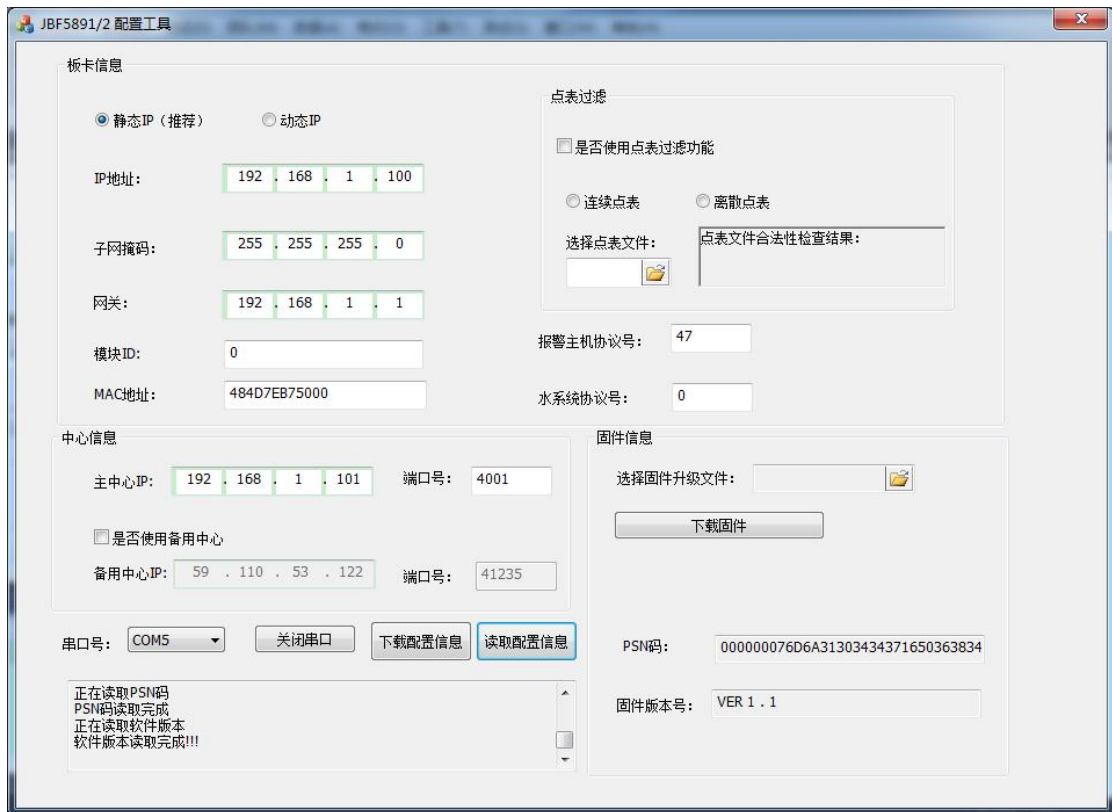 JBF5891/2 配置工具
板卡信息
静态IP（推荐）
动态IP
IP地址：
192 . 168 . 1 . 100
子网掩码：
255 . 255 . 255 . 0
网关：
192 . 168 . 1 . 1
模块ID:
0
MAC地址：
484D7EB75000
点表过滤
是否使用点表过滤功能
连续点表
离散点表
选择点表文件：
点表文件合法性检查结果：
报警主机协议号：
47
水系统协议号：
0
中心信息
主中心IP:
192 . 168 . 1 . 101
端口号：
4001
是否使用备用中心
备用中心IP:
59 . 110 . 53 . 122
端口号：
41235
串口号：
COM5
关闭串口
下载配置信息
读取配置信息
正在读取PSN码
PSN码读取完成
正在读取软件版本
软件版本读取完成!!!
固件信息
选择固件升级文件：
下载固件
PSN码：
000000076D6A31303434371650363834
固件版本号：
VER 1 . 1